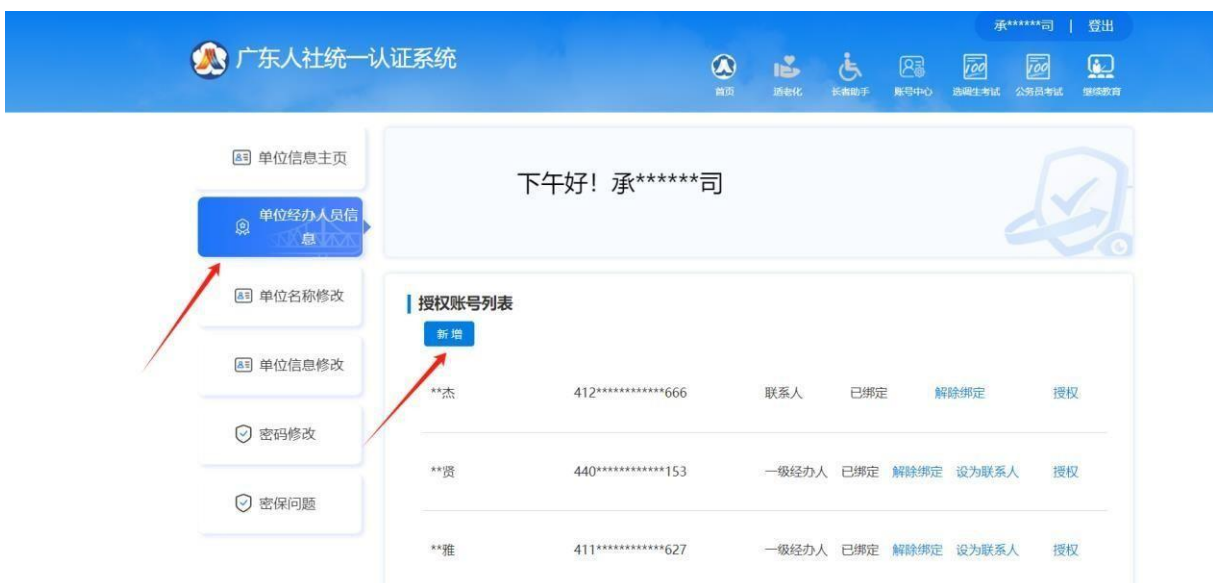 承******司 | 登出
广东人社统一认证系统
首页 适老化 长者助手 账号中心 选调生考试 公务员考试 继续教育
单位信息主页
下午好！承******司
单位经办人员信
息
单位名称修改
授权账号列表
新增
单位信息修改
**杰 412************666 联系人 已绑定 解除绑定 授权
密码修改
**贤 440************153 一级经办人 已绑定 解除绑定 设为联系人 授权
密保问题
**雅 411************627 一级经办人 已绑定 解除绑定 设为联系人 授权